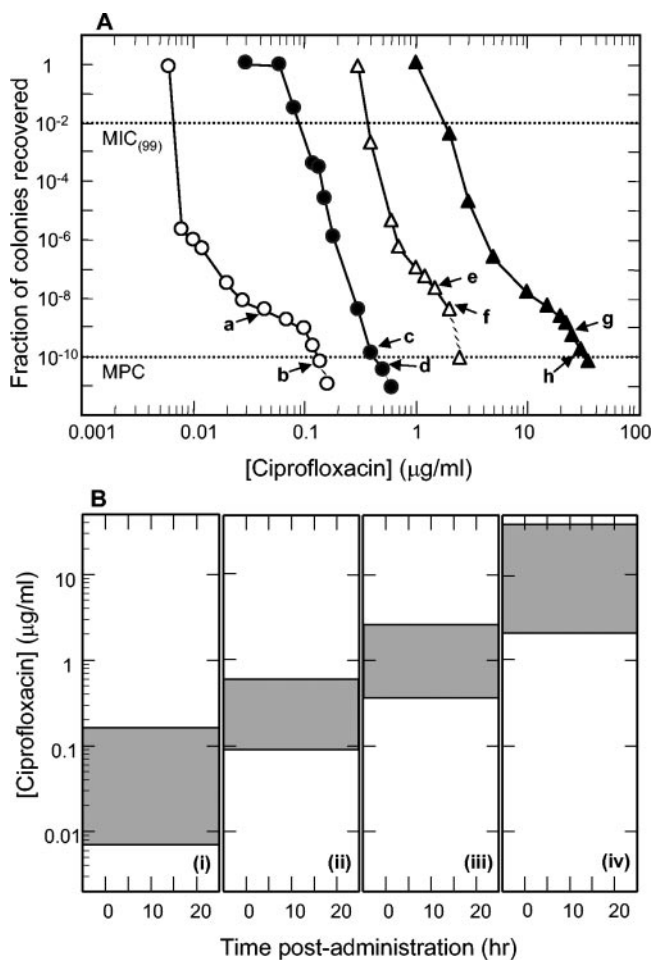 A
Fraction of colonies recovered
1
10-2
10-4
10-6
10-8
10-10
MIC(99)
MPC
a
b
c
d
e
f
g
h
0.001 0.01 0.1 1 10 100
[Ciprofloxacin] (μg/ml)
B
[Ciprofloxacin] (μg/ml)
10
1
0.1
0.01
(i) (ii) (iii) (iv)
0 10 20 0 10 20 0 10 20 0 10 20
Time post-administration (hr)